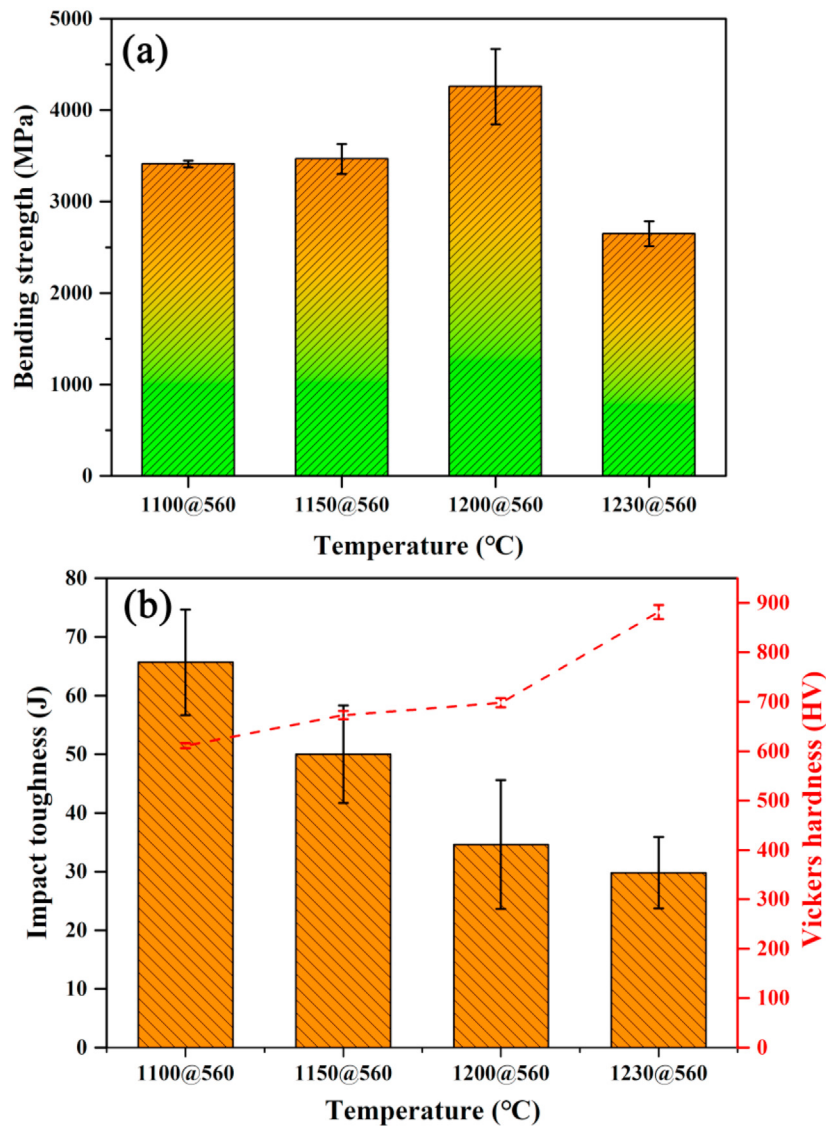 (a)
Bending strength (MPa)
5000
4000
3000
2000
1000
0
1100@560 1150@560 1200@560 1230@560
Temperature (℃)
(b)
Impact toughness (J)
80
70
60
50
40
30
20
10
0
900
800
700
600
500
400
300
200
100
0
Vickers hardness (HV)
1100@560 1150@560 1200@560 1230@560
Temperature (℃)